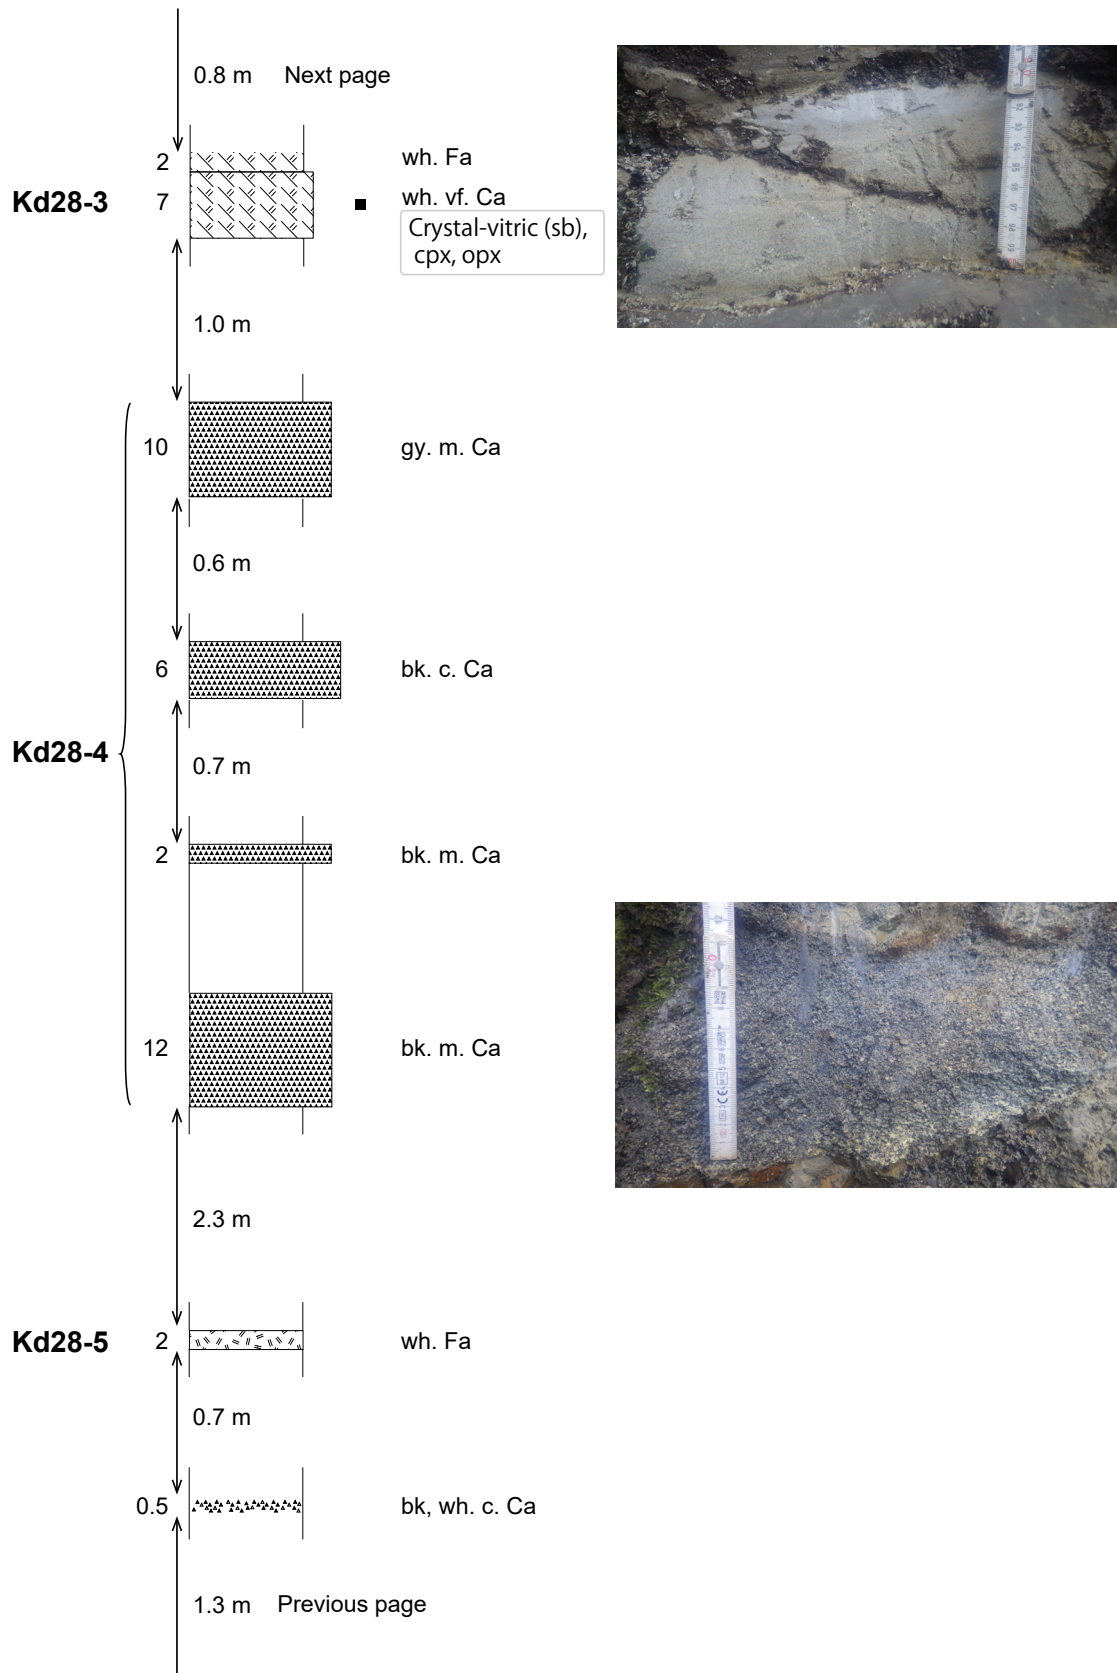 0.8 m Next page
2 wh. Fa
Kd28-3 7 wh. vf. Ca
Crystal-vitric (sb),
cpx, opx
1.0 m
10 gy. m. Ca
0.6 m
6 bk. c. Ca
Kd28-4
0.7 m
2 bk. m. Ca
12 bk. m. Ca
2.3 m
Kd28-5 2 wh. Fa
0.7 m
0.5 bk, wh. c. Ca
1.3 m Previous page